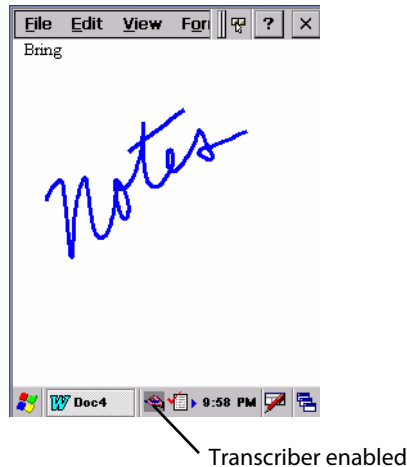 File Edit View For ? ×
Bring
Notes
W Doc4 9:58 PM
Transcriber enabled